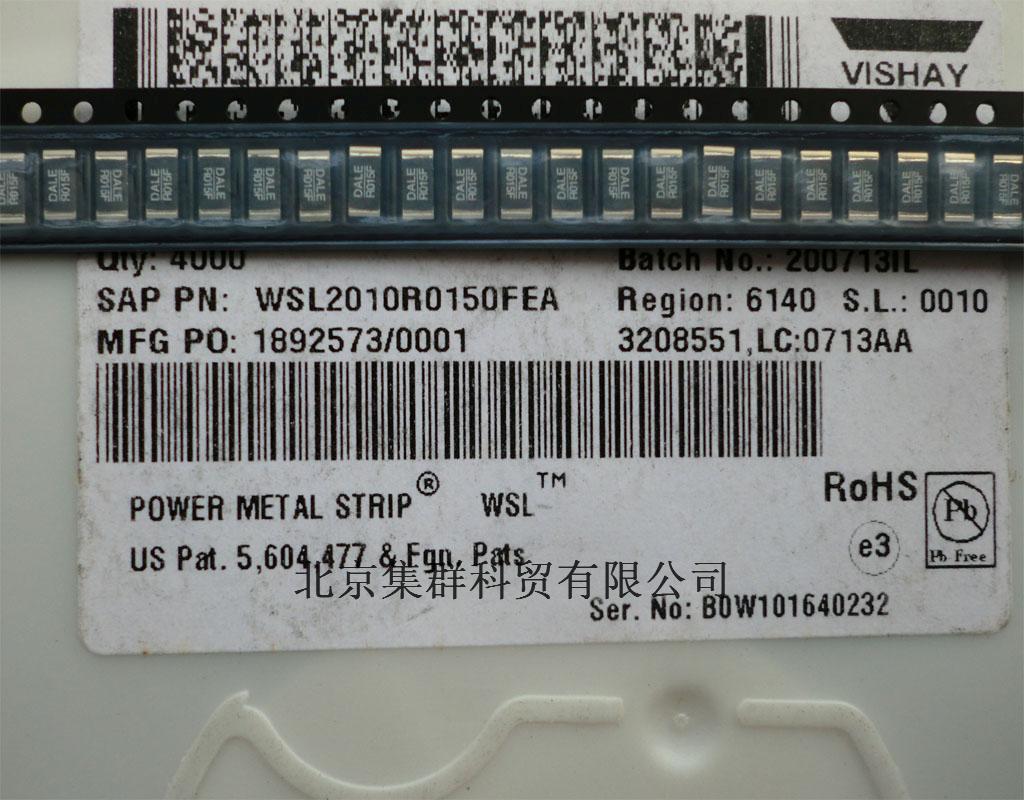 VISHAY
DALE R015F
Qty: 4000 Batch No.: 200713IL
SAP PN: WSL2010R0150FEA Region: 6140 S.L.: 0010
MFG PO: 1892573/0001 3208551,LC:0713AA
POWER METAL STRIP® WSL™
RoHS
Pb
e3
Pb Free
US Pat. 5,604,477 & Fgn. Pats.
北京集群科贸有限公司
Ser. No: B0W101640232